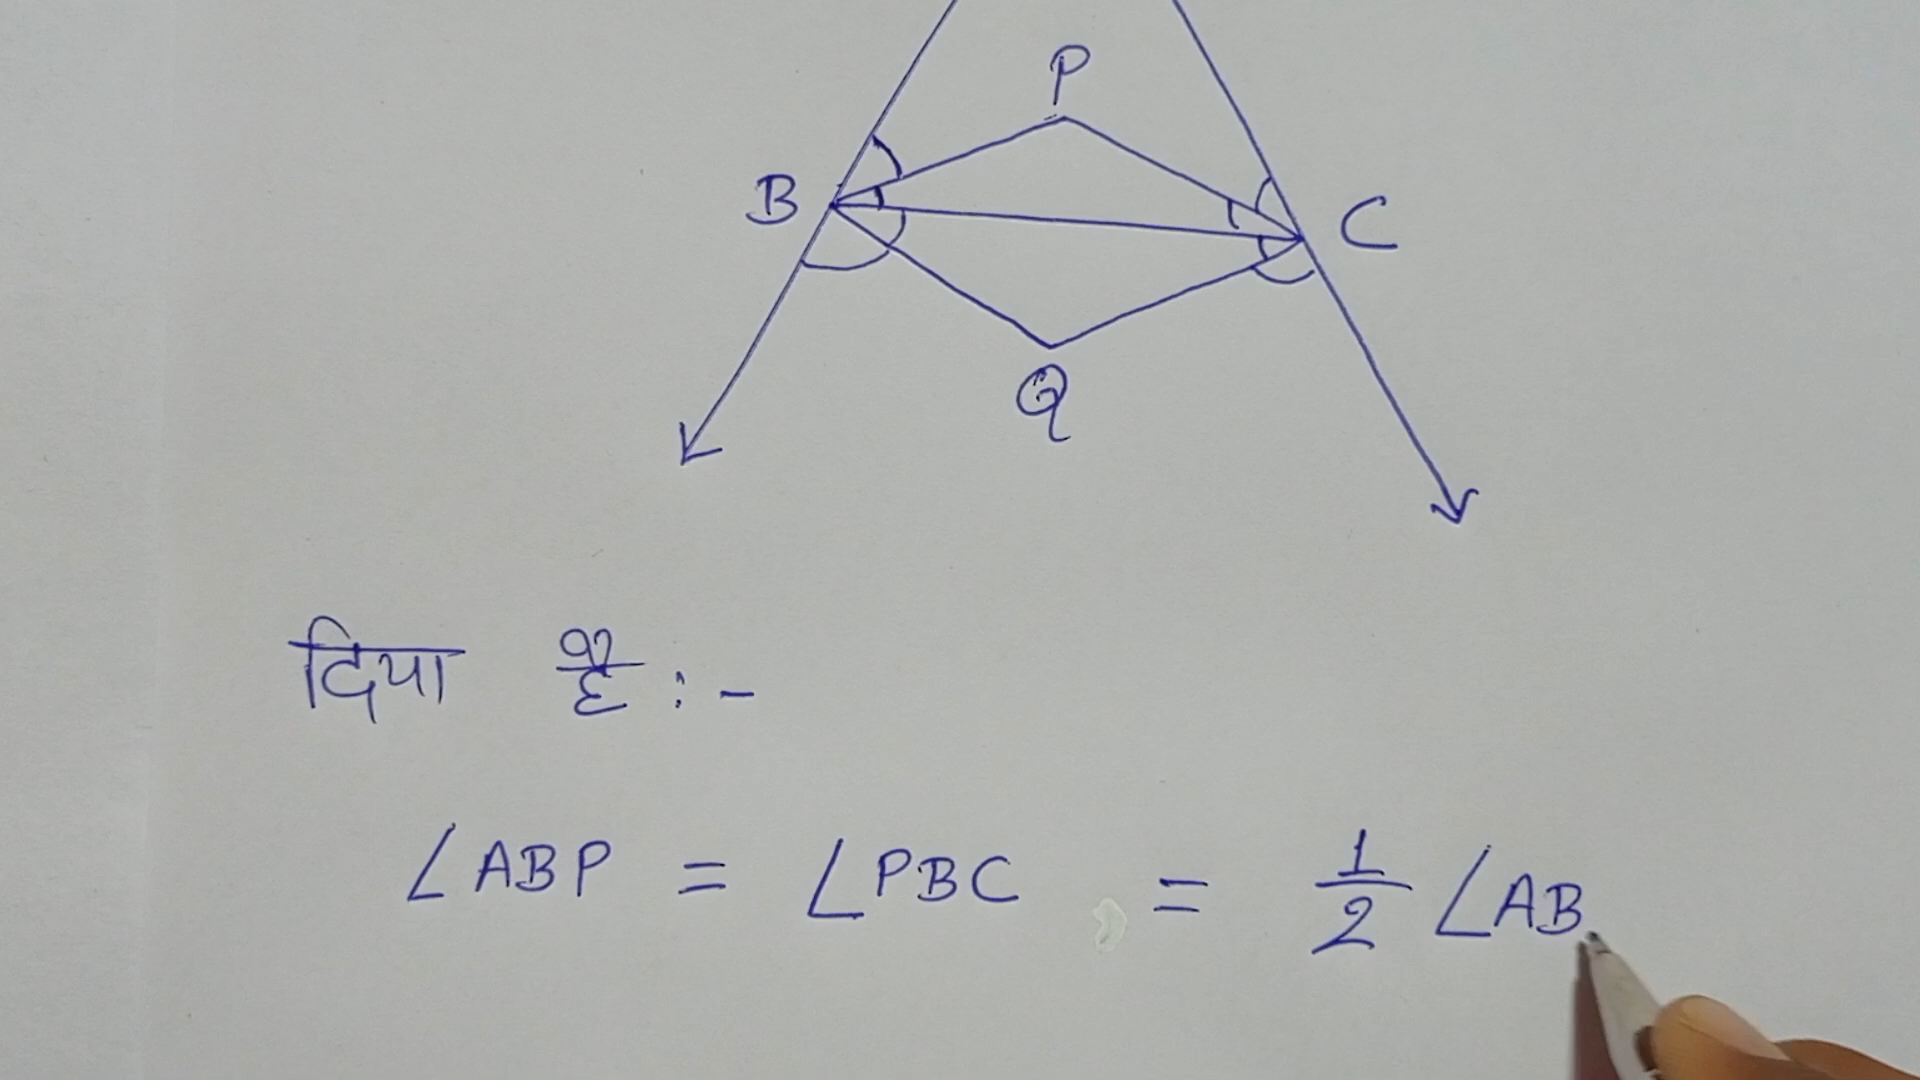 P
B
C
Q
दिया है :-
∠ABP = ∠PBC = 1/2 ∠AB